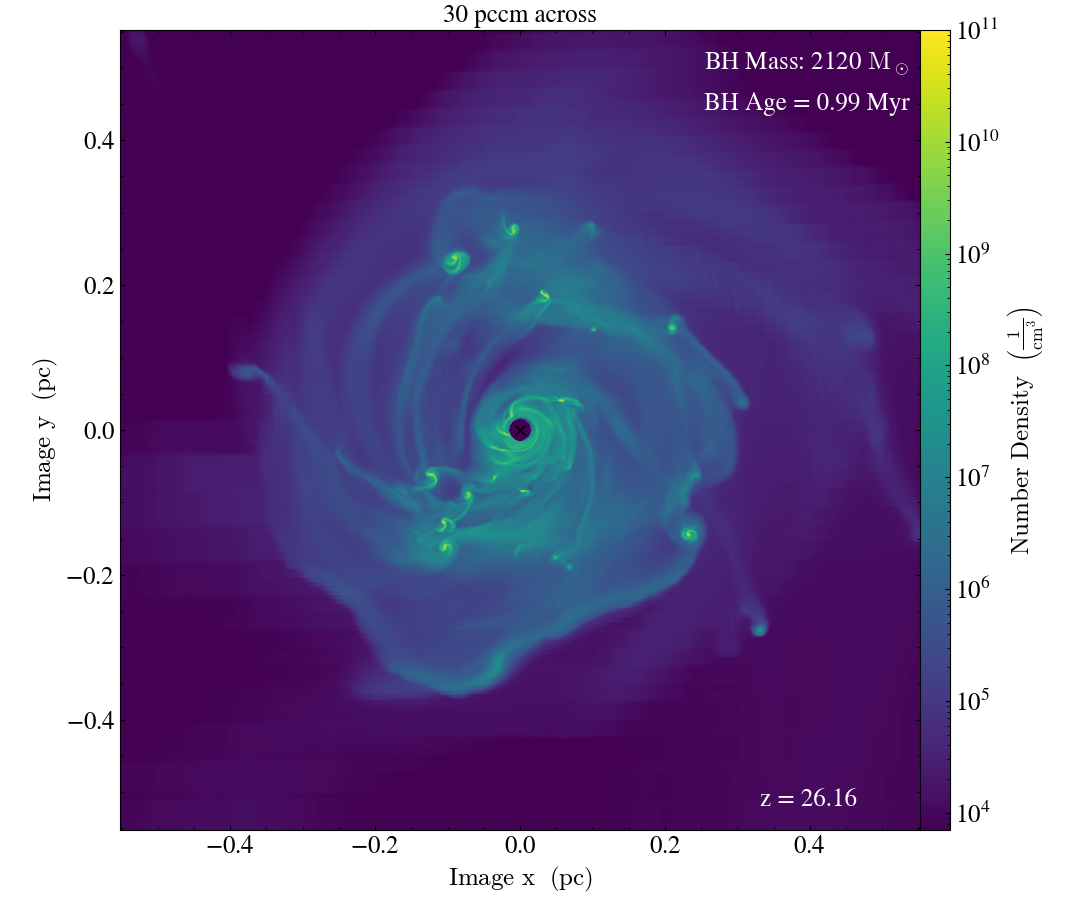 30 pccm across
BH Mass: 2120 M⊙
BH Age = 0.99 Myr
z = 26.16
0.4
0.2
0.0
−0.2
−0.4
Image y (pc)
−0.4 −0.2 0.0 0.2 0.4
Image x (pc)
10¹¹
10¹⁰
10⁹
10⁸
10⁷
10⁶
10⁵
10⁴
Number Density (1/cm³)